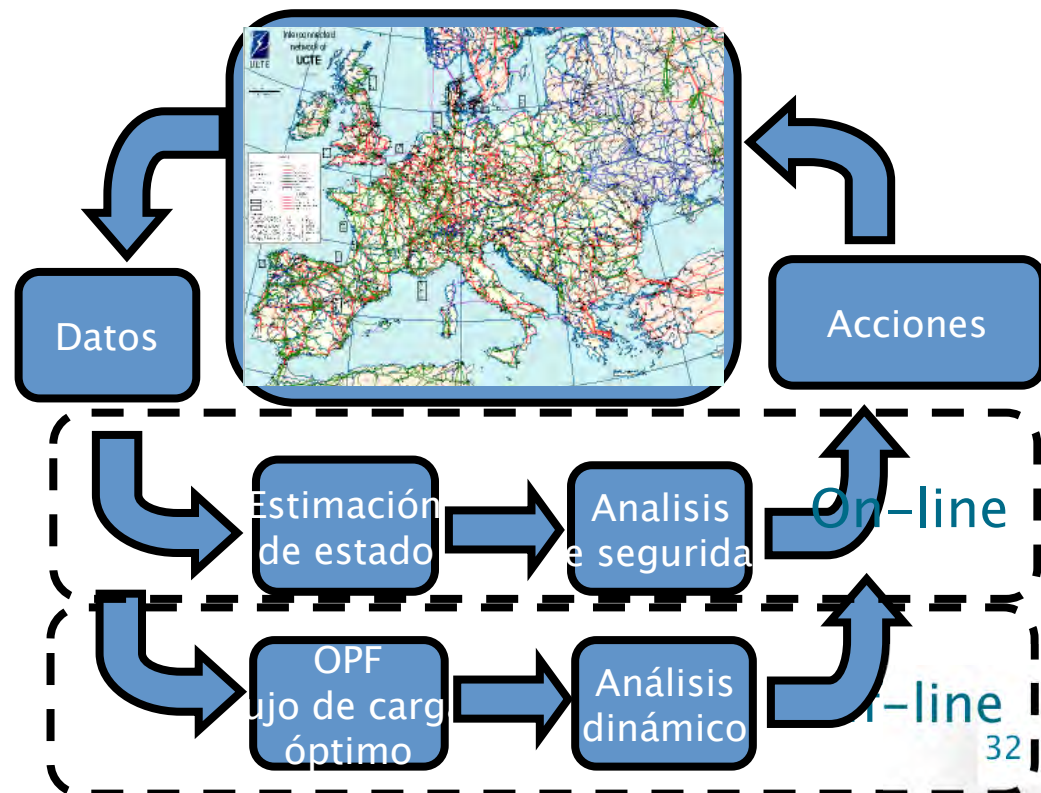 Interconnected
network of
UCTE
UCTE
Datos
Acciones
Estimación
de estado
Analisis
e segurida
On-line
OPF
ujo de carg
óptimo
Análisis
dinámico
f-line
32